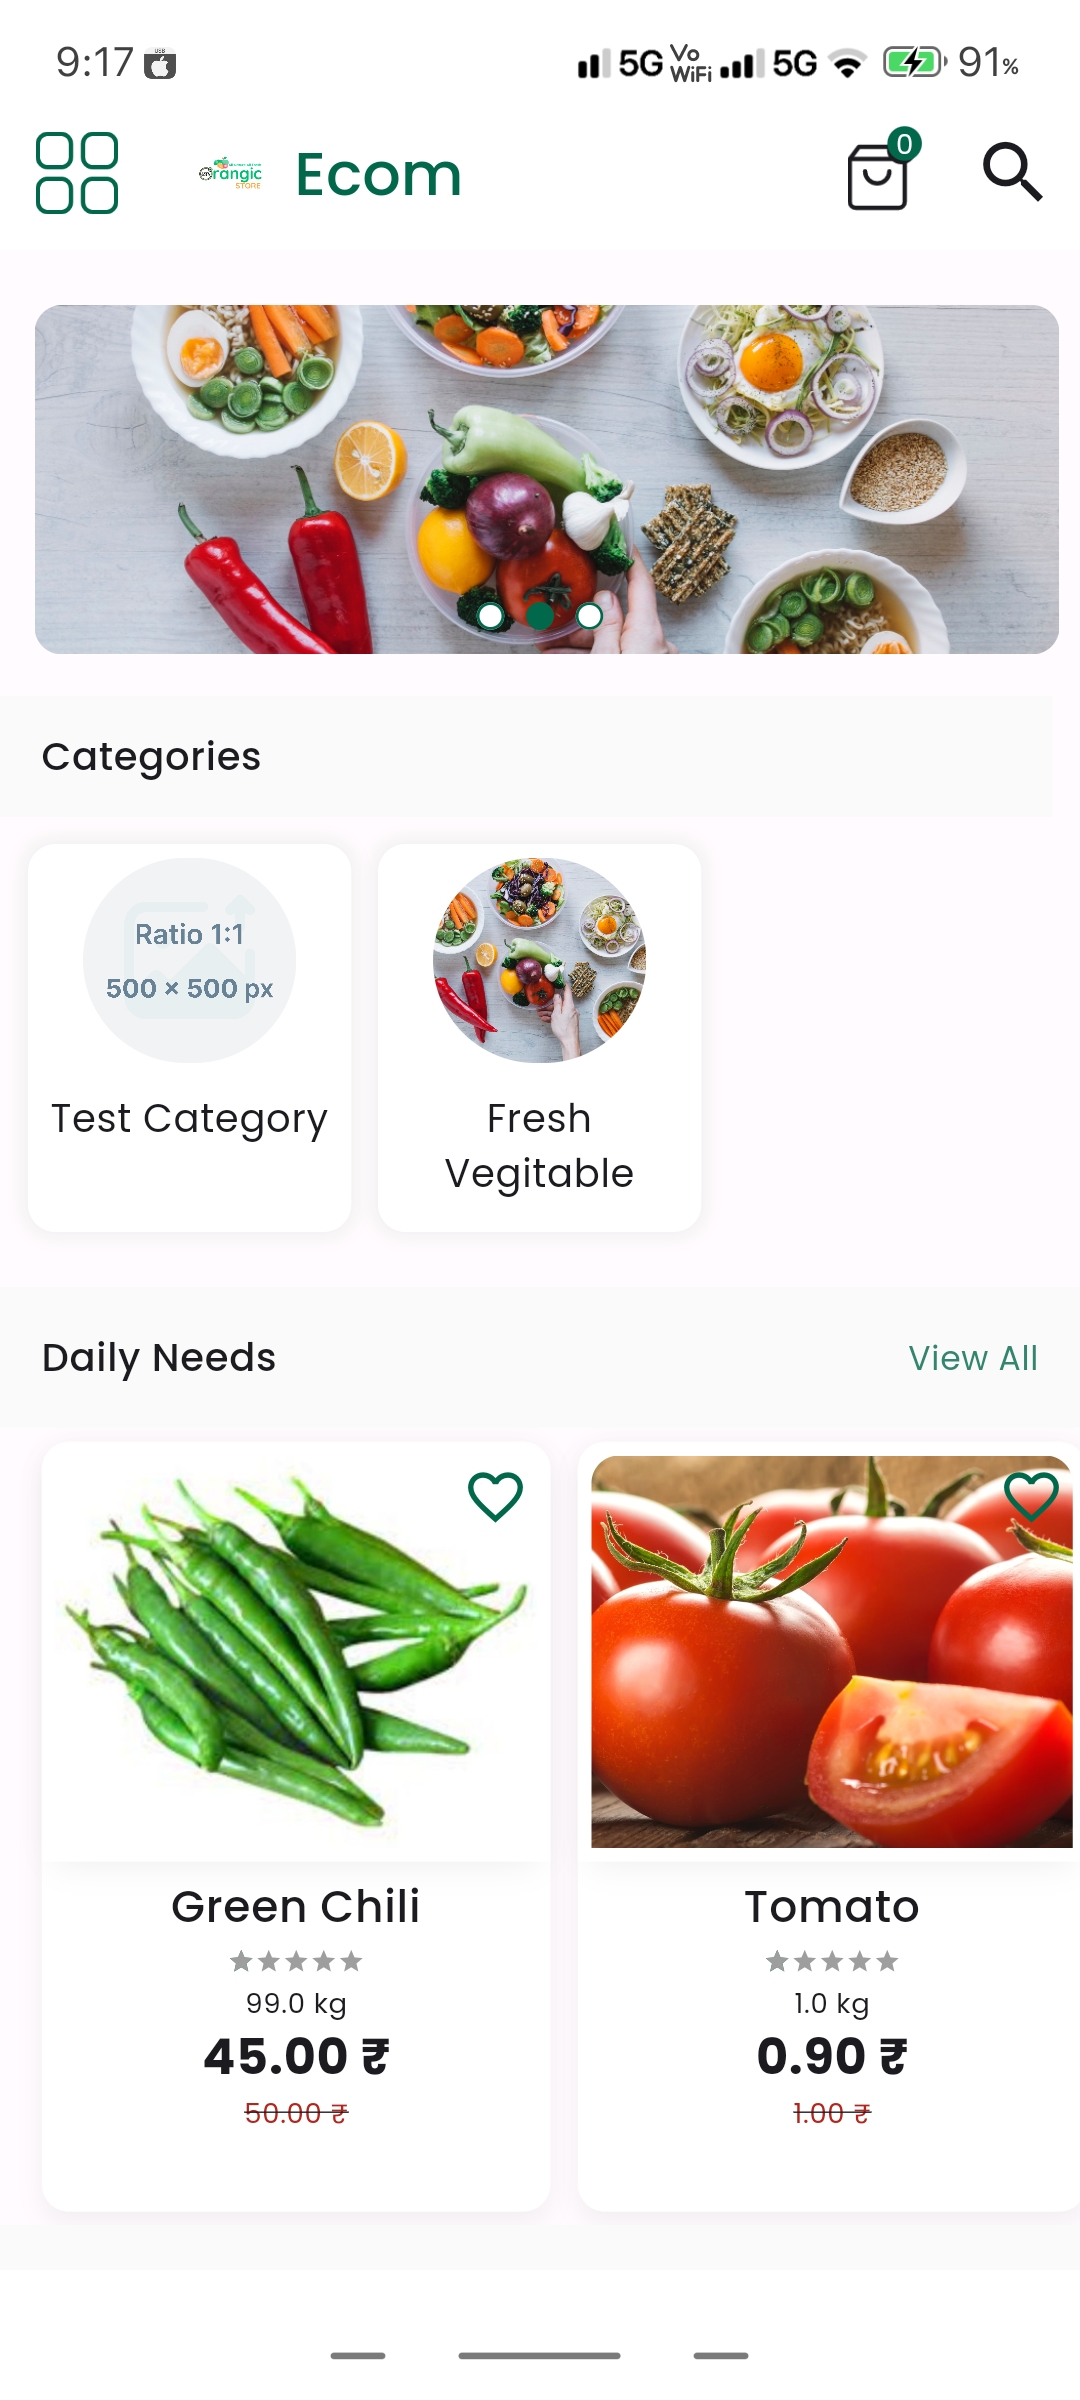 9:17
5G Vo WiFi 5G 91%
rangic
STORE
Ecom
0
Categories
Ratio 1:1
500 × 500 px
Test Category
Fresh
Vegitable
Daily Needs
View All
Green Chili
99.0 kg
45.00 ₹
50.00 ₹
Tomato
1.0 kg
0.90 ₹
1.00 ₹